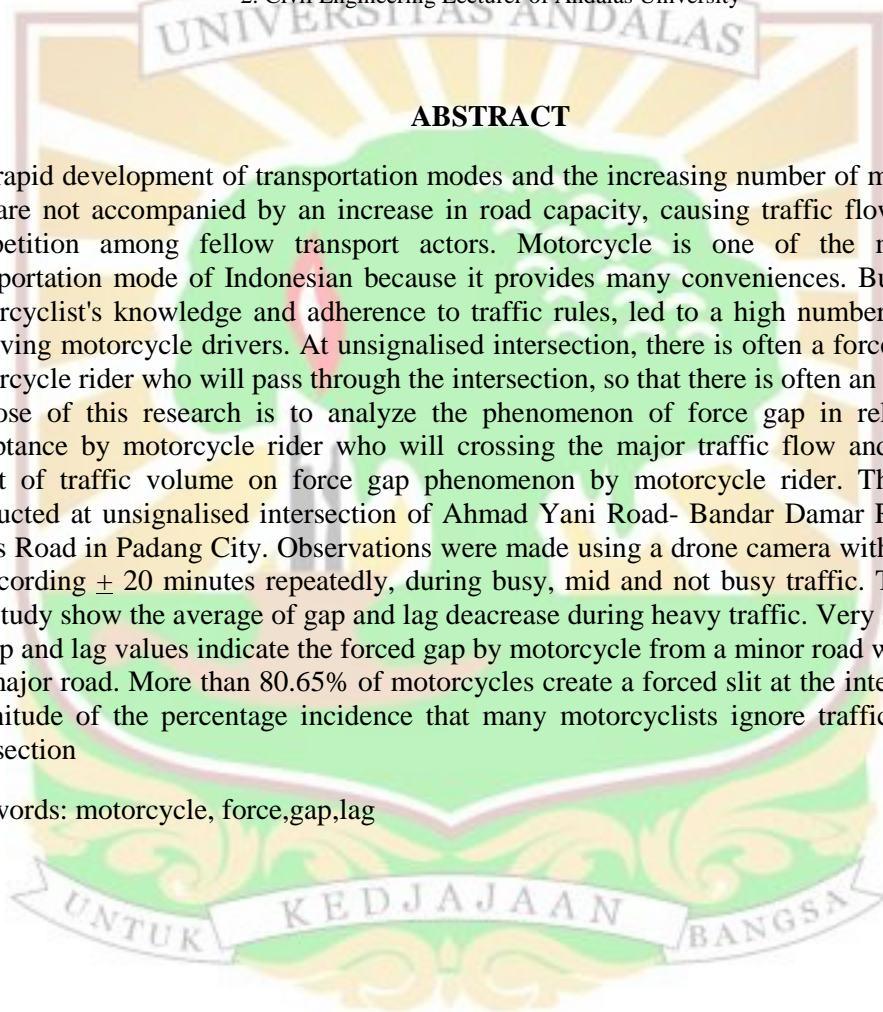 2. Civil Engineering Lecturer of Andalas University
UNIVERSITAS ANDALAS
ABSTRACT
rapid development of transportation modes and the increasing number of m
are not accompanied by an increase in road capacity, causing traffic flow
petition among fellow transport actors. Motorcycle is one of the
portation mode of Indonesian because it provides many conveniences. Bu
rcyclist's knowledge and adherence to traffic rules, led to a high number
ving motorcycle drivers. At unsignalised intersection, there is often a force
rcycle rider who will pass through the intersection, so that there is often an
ose of this research is to analyze the phenomenon of force gap in rel
ptance by motorcycle rider who will crossing the major traffic flow and
t of traffic volume on force gap phenomenon by motorcycle rider. Th
ucted at unsignalised intersection of Ahmad Yani Road- Bandar Damar
s Road in Padang City. Observations were made using a drone camera with
cording ± 20 minutes repeatedly, during busy, mid and not busy traffic. T
tudy show the average of gap and lag deacrease during heavy traffic. Very
p and lag values indicate the forced gap by motorcycle from a minor road w
major road. More than 80.65% of motorcycles create a forced slit at the inte
nitude of the percentage incidence that many motorcyclists ignore traffic
section
words: motorcycle, force,gap,lag
UNTUK KEDJAJAAN BANGSA